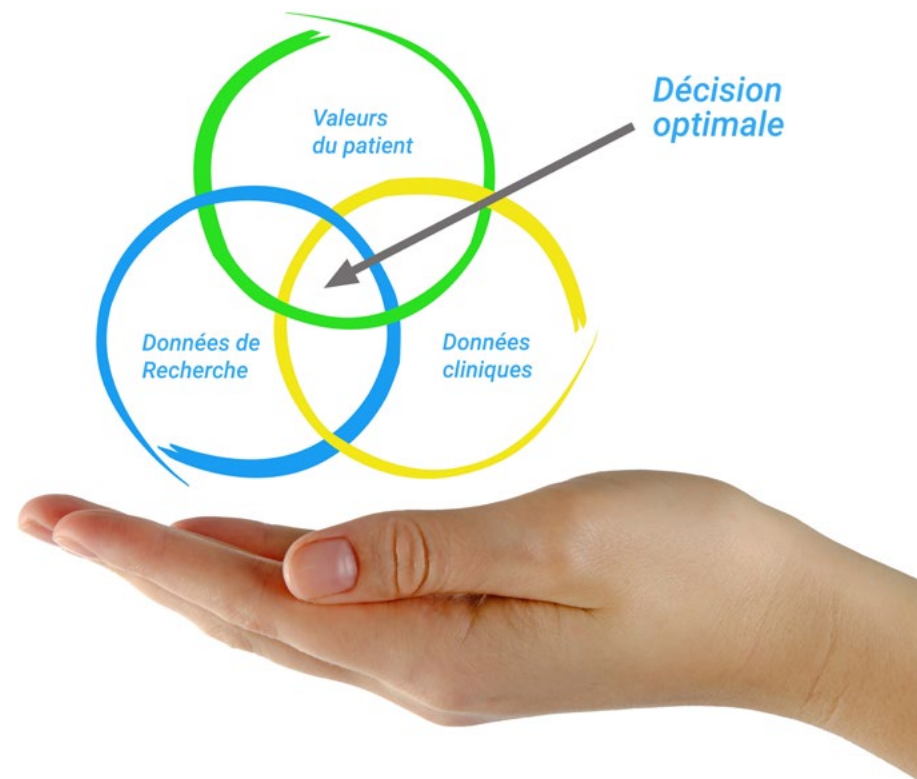 Valeurs
du patient
Décision
optimale
Données de
Recherche
Données
cliniques